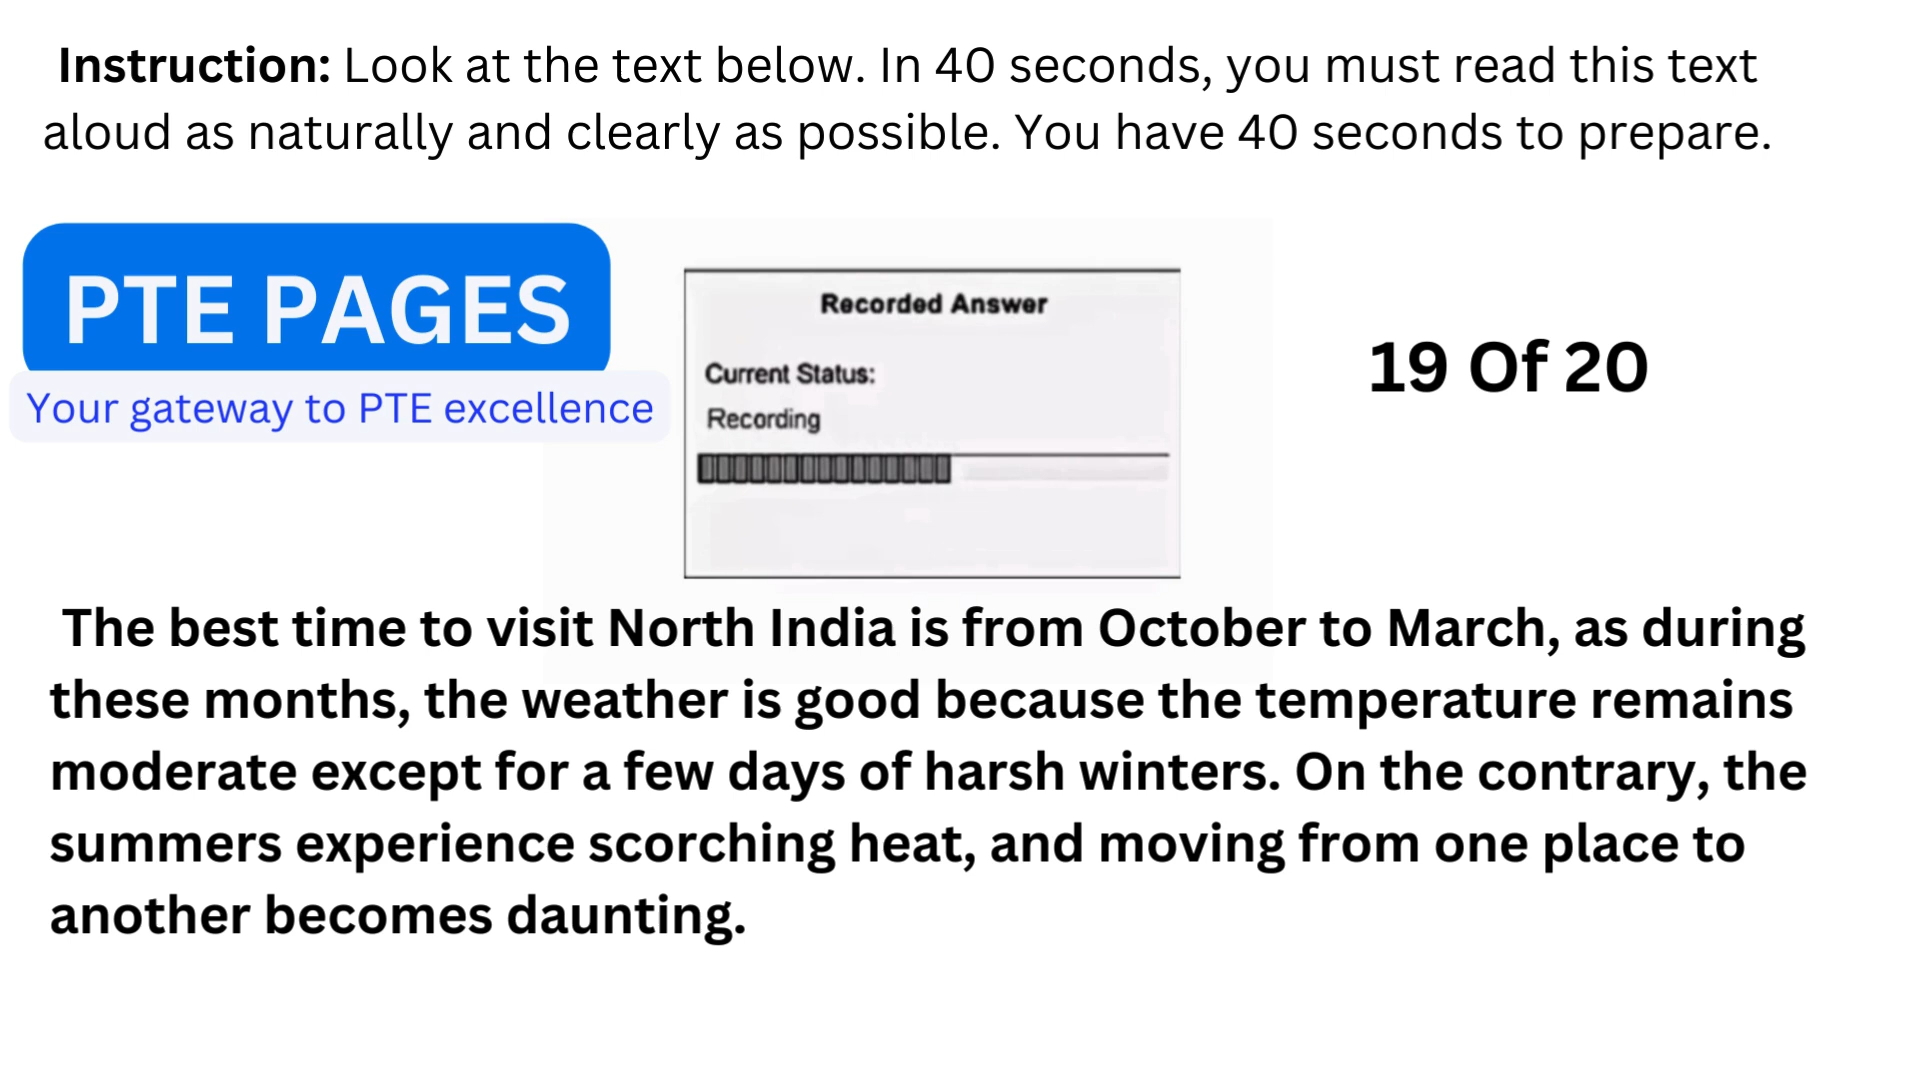 Instruction: Look at the text below. In 40 seconds, you must read this text
aloud as naturally and clearly as possible. You have 40 seconds to prepare.
PTE PAGES
Your gateway to PTE excellence
Recorded Answer
Current Status:
Recording
19 Of 20
The best time to visit North India is from October to March, as during
these months, the weather is good because the temperature remains
moderate except for a few days of harsh winters. On the contrary, the
summers experience scorching heat, and moving from one place to
another becomes daunting.